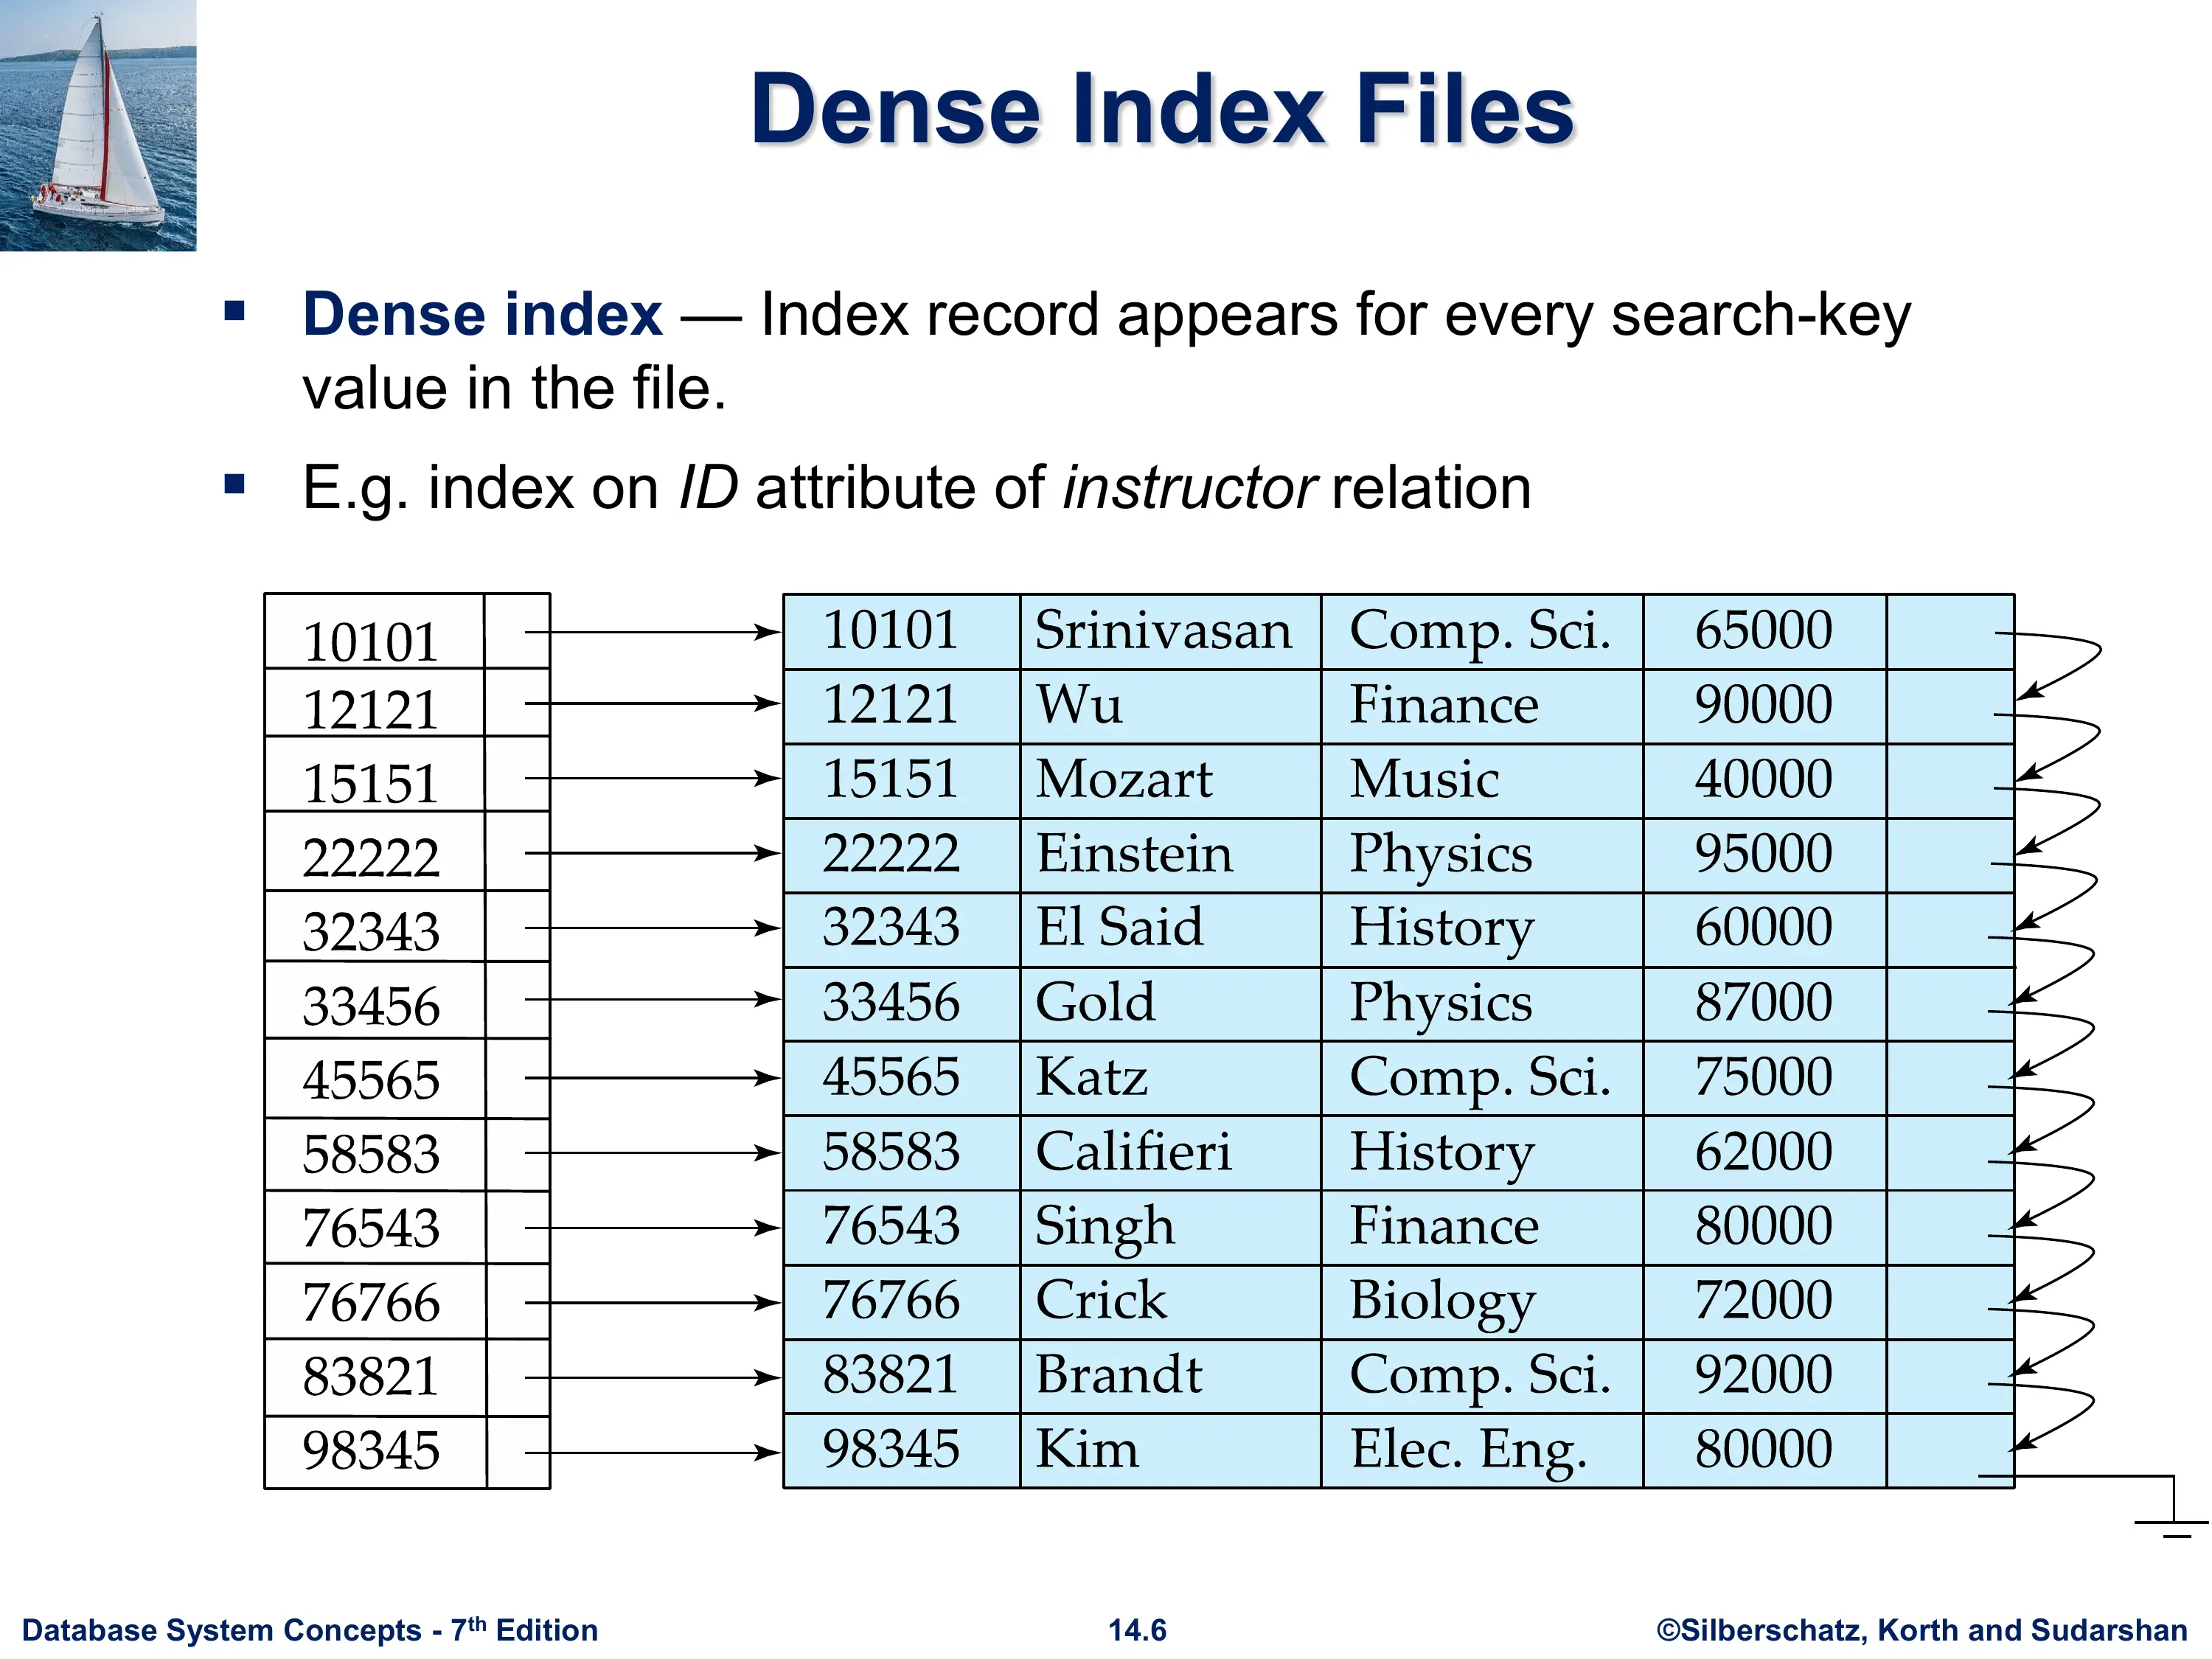 Dense Index Files
▪ Dense index — Index record appears for every search-key
value in the file.
▪ E.g. index on ID attribute of instructor relation
10101 10101 Srinivasan Comp. Sci. 65000
12121 12121 Wu Finance 90000
15151 15151 Mozart Music 40000
22222 22222 Einstein Physics 95000
32343 32343 El Said History 60000
33456 33456 Gold Physics 87000
45565 45565 Katz Comp. Sci. 75000
58583 58583 Califieri History 62000
76543 76543 Singh Finance 80000
76766 76766 Crick Biology 72000
83821 83821 Brandt Comp. Sci. 92000
98345 98345 Kim Elec. Eng. 80000
Database System Concepts - 7th Edition 14.6 ©Silberschatz, Korth and Sudarshan